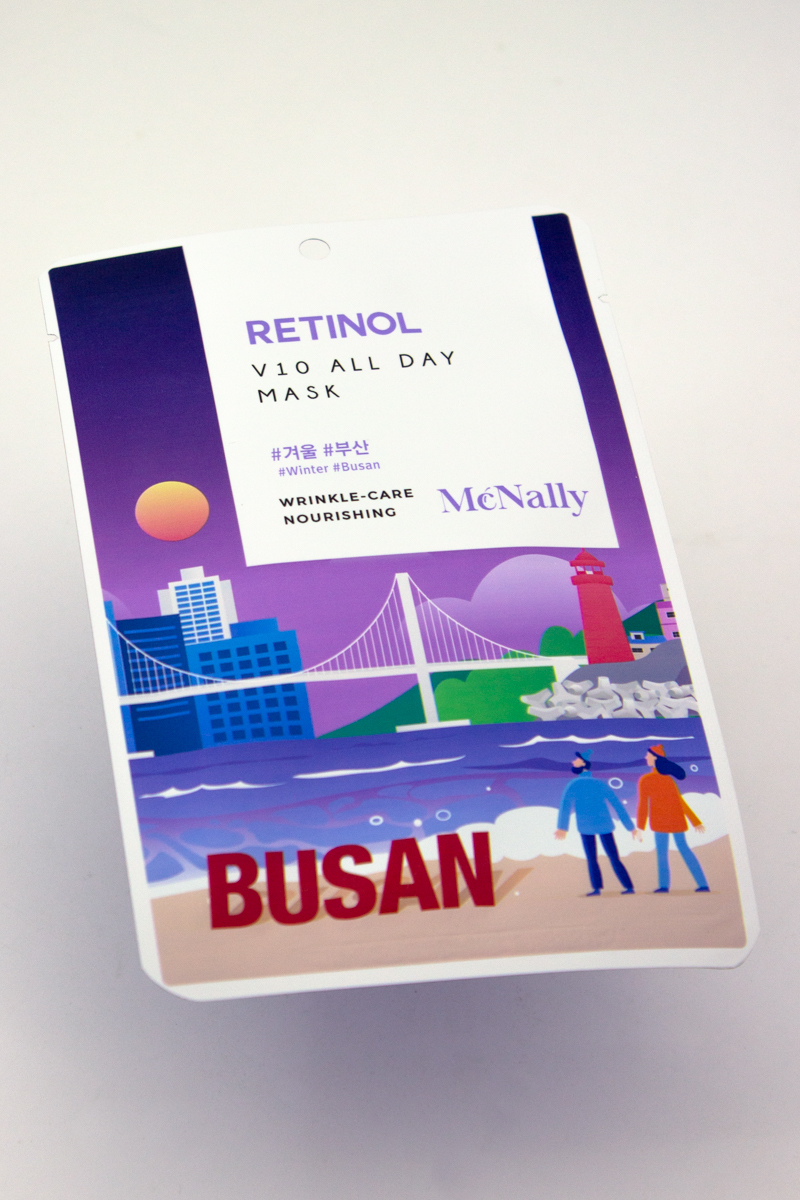 RETINOL
V10 ALL DAY
MASK
#겨울 #부산
#Winter #Busan
WRINKLE-CARE
NOURISHING
McNally
BUSAN